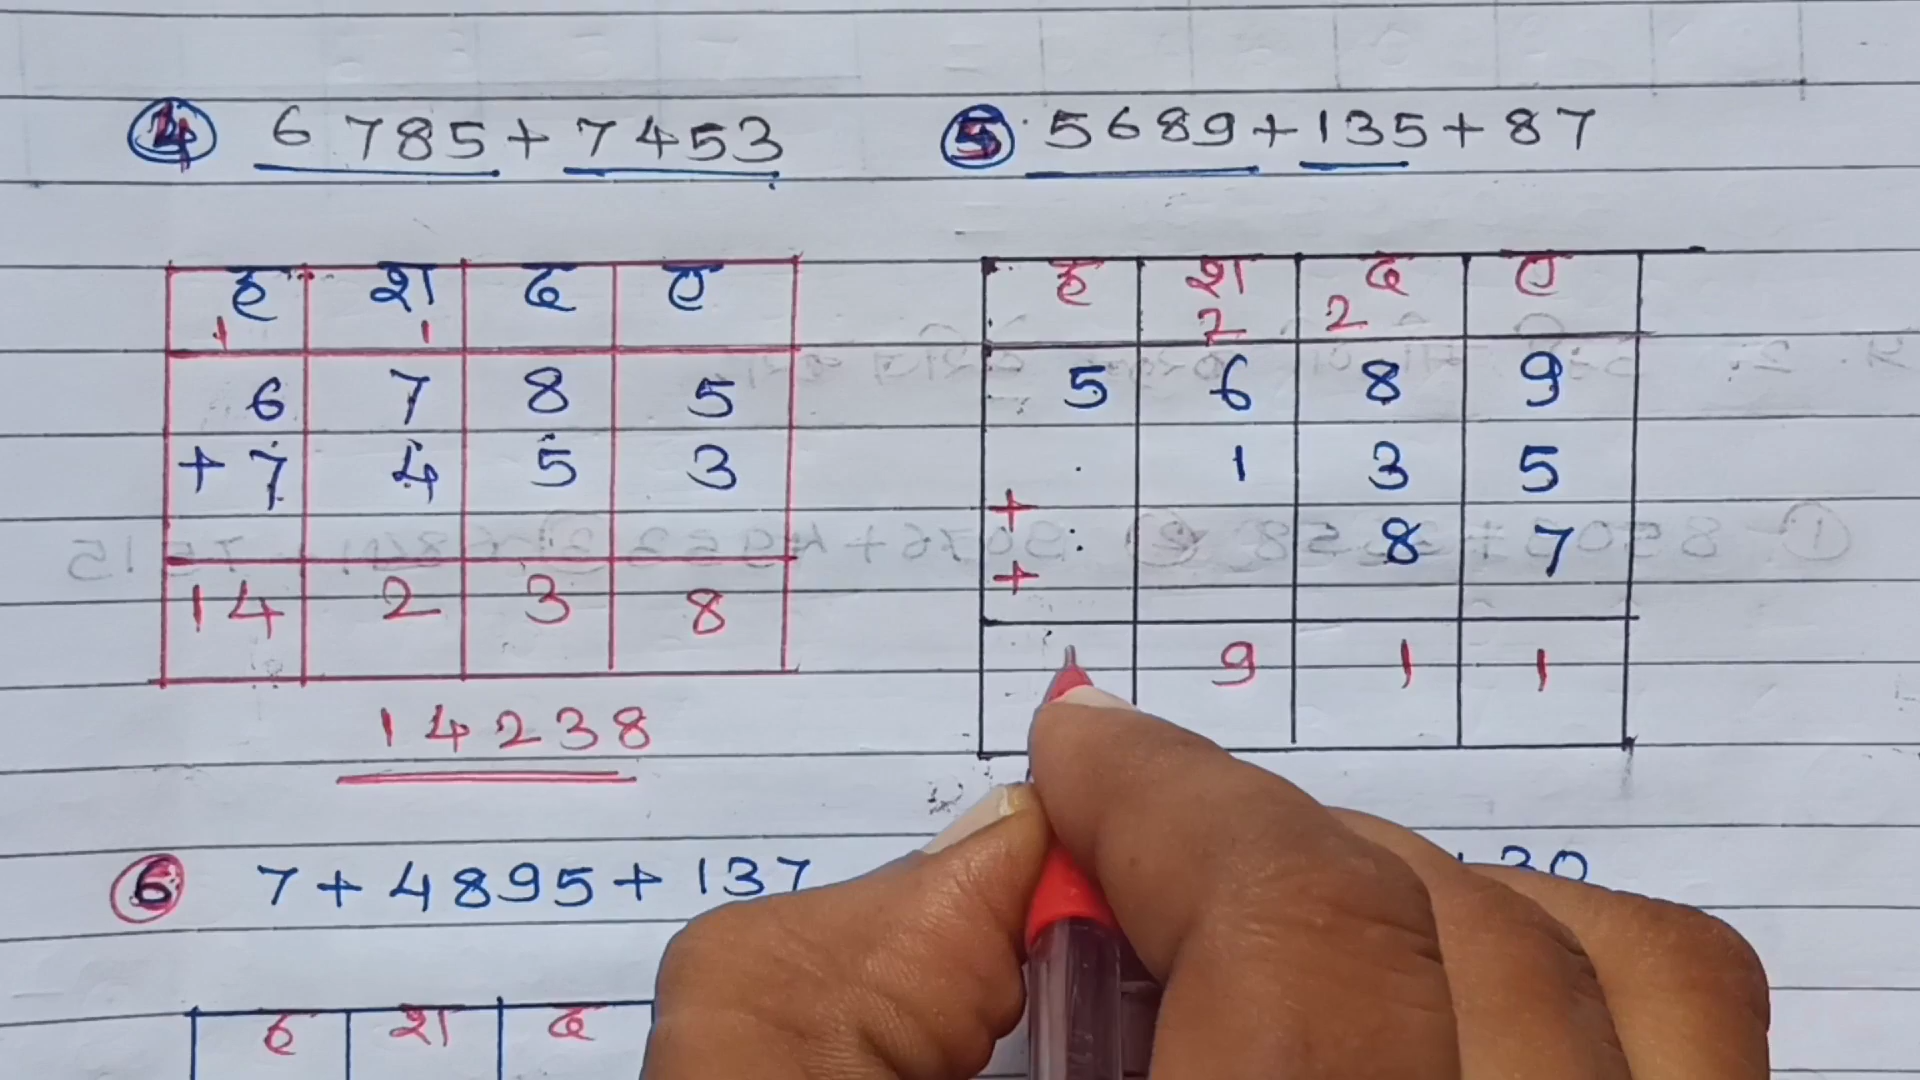 4 6785+7453
ह श द ए
1 1
6 7 8 5
+ 7 4 5 3
14 2 3 8
14238
5 5689+135+87
ह श द ए
2 2
5 6 8 9
1 3 5
+
8 7
+
9 1 1
6 7+4895+137
30
ह श द